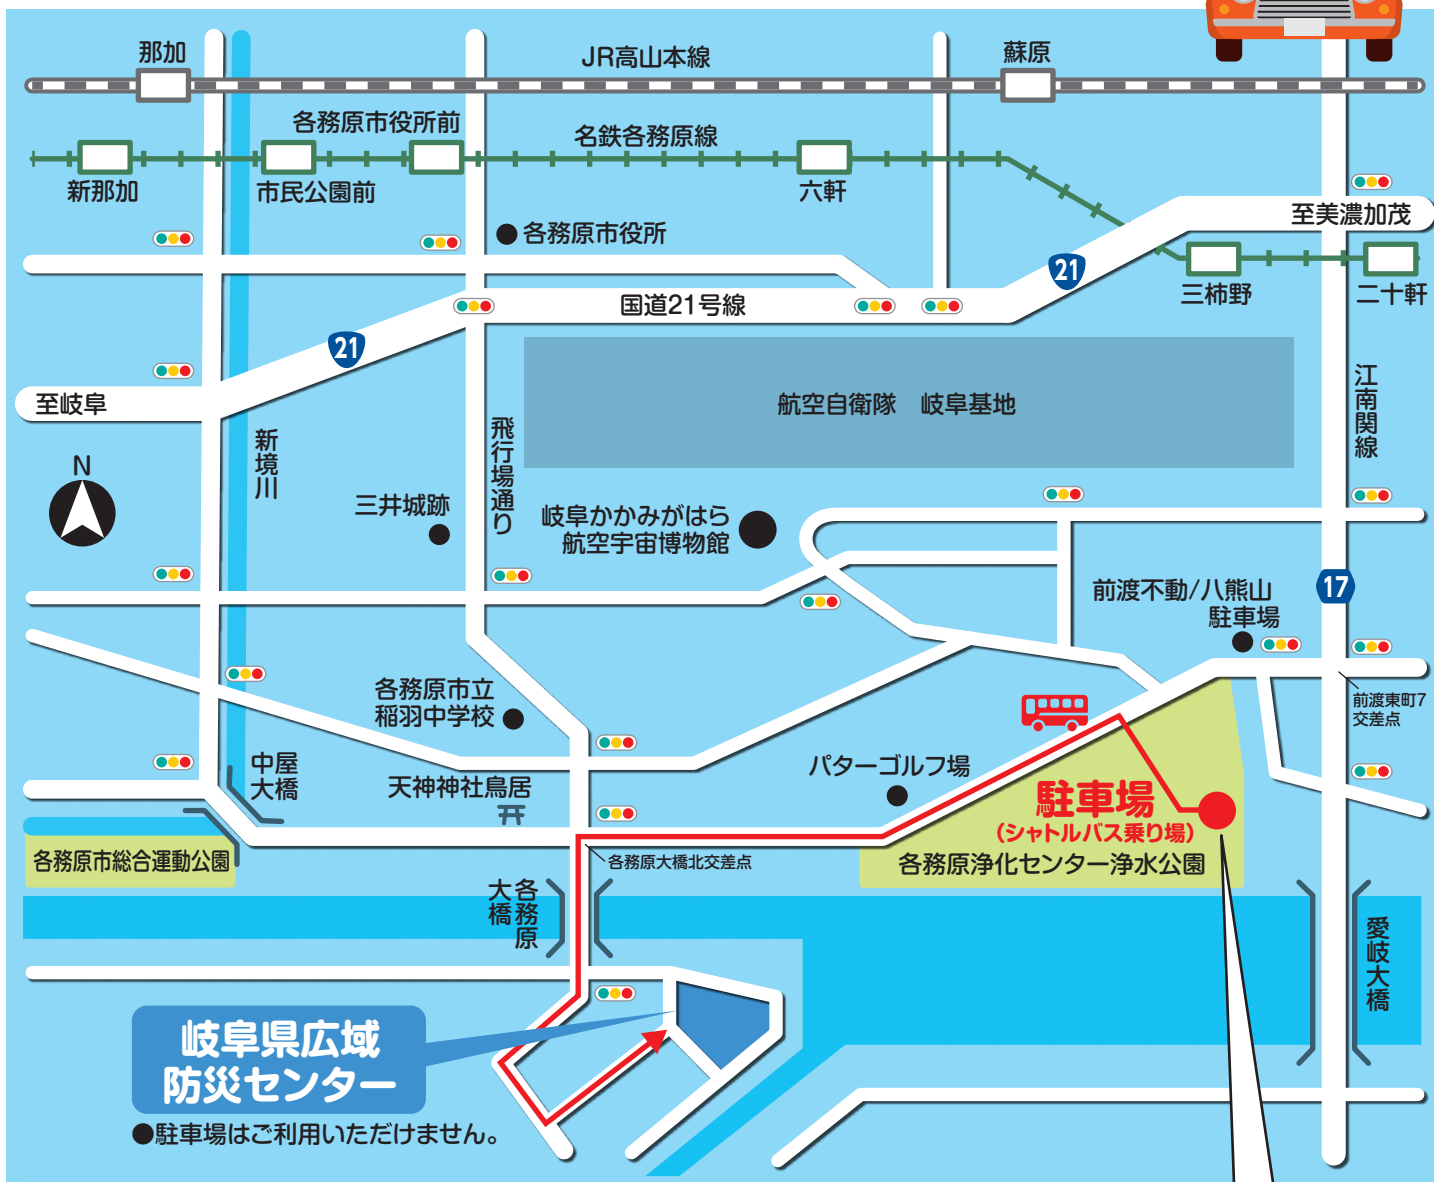 那加
JR高山本線
蘇原
各務原市役所前
名鉄各務原線
新那加
市民公園前
六軒
各務原市役所
至美濃加茂
21
三柿野
二十軒
国道21号線
21
至岐阜
航空自衛隊　岐阜基地
江南関線
新境川
飛行場通り
N
三井城跡
岐阜かかみがはら
航空宇宙博物館
17
前渡不動/八熊山
駐車場
各務原市立
稲羽中学校
前渡東町7
交差点
中屋
大橋
天神神社鳥居
パターゴルフ場
駐車場
(シャトルバス乗り場)
各務原浄化センター浄水公園
各務原市総合運動公園
各務原大橋北交差点
各務原
大橋
愛岐大橋
岐阜県広域
防災センター
●駐車場はご利用いただけません。